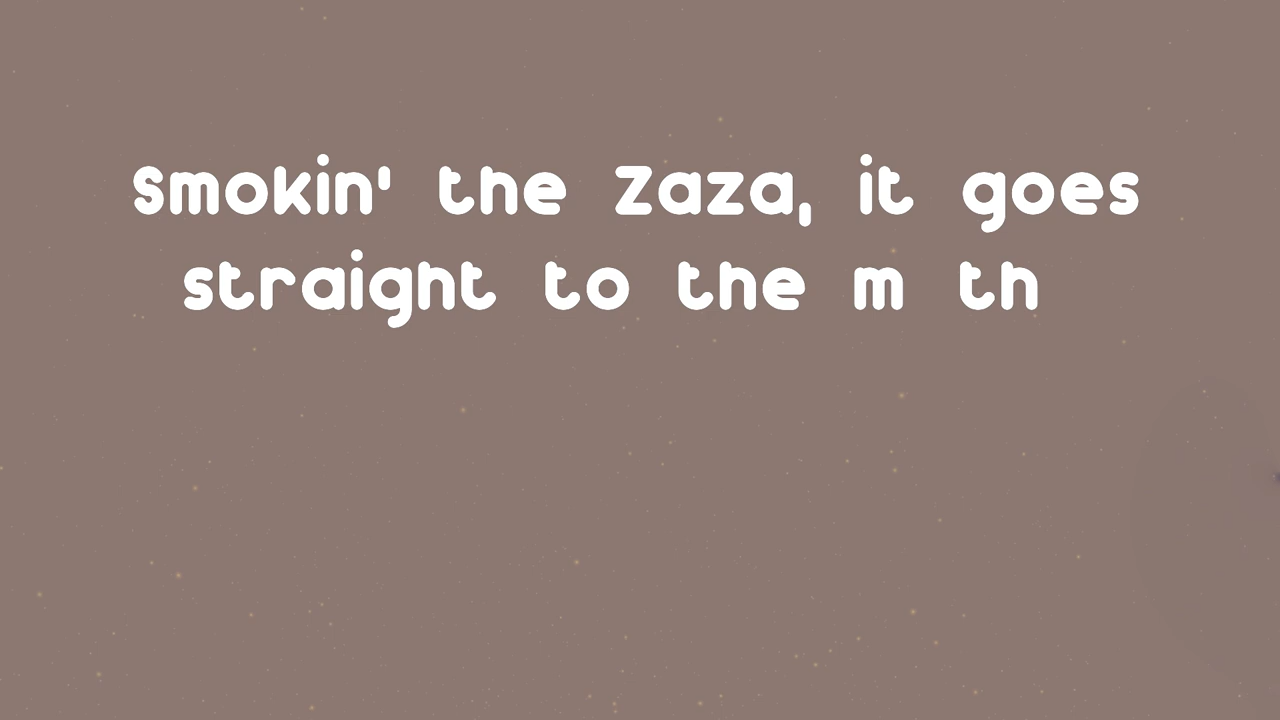 Smokin' the Zaza, it goes
straight to the m th